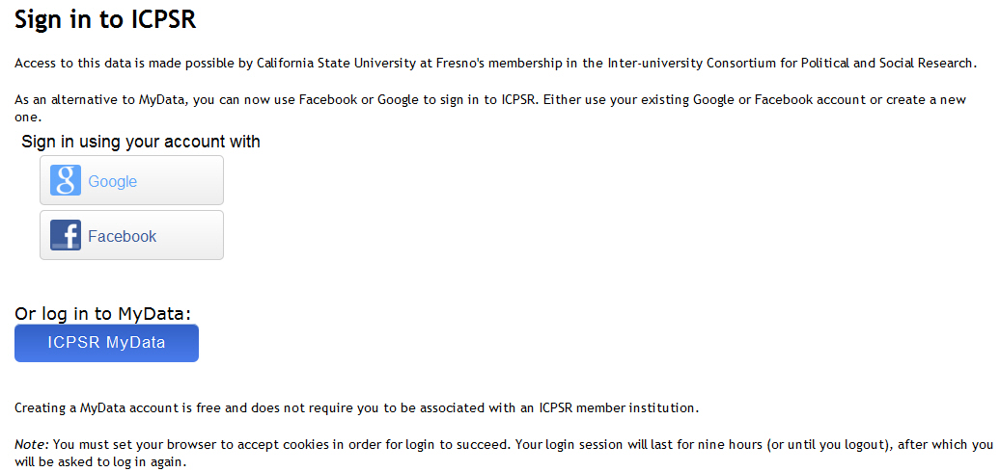 Sign in to ICPSR
Access to this data is made possible by California State University at Fresno's membership in the Inter-university Consortium for Political and Social Research.
As an alternative to MyData, you can now use Facebook or Google to sign in to ICPSR. Either use your existing Google or Facebook account or create a new
one.
Sign in using your account with
g Google
f Facebook
Or log in to MyData:
ICPSR MyData
Creating a MyData account is free and does not require you to be associated with an ICPSR member institution.
Note: You must set your browser to accept cookies in order for login to succeed. Your login session will last for nine hours (or until you logout), after which you
will be asked to log in again.